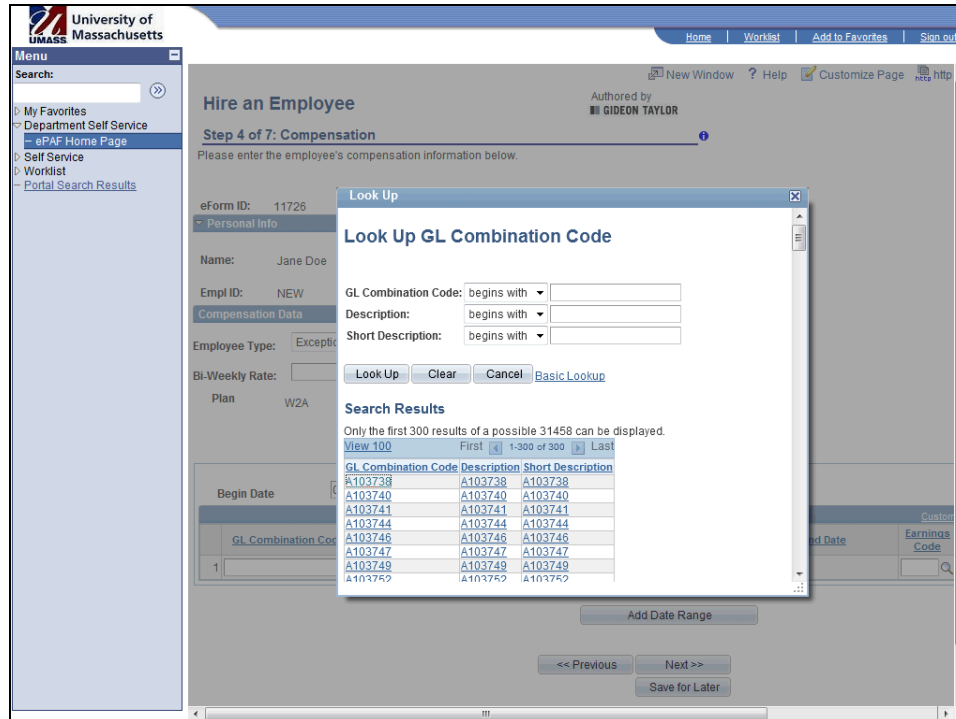 University of
UMASS Massachusetts
Home | Worklist | Add to Favorites | Sign out
Menu
Search:
My Favorites
Department Self Service
ePAF Home Page
Self Service
Worklist
Portal Search Results
New Window ? Help Customize Page http
Hire an Employee
Authored by
GIDEON TAYLOR
Step 4 of 7: Compensation
Please enter the employee's compensation information below.
eForm ID: 11726
Personal Info
Name: Jane Doe
Empl ID: NEW
Compensation Data
Employee Type: Exceptio
Bi-Weekly Rate:
Plan W2A
Begin Date
Custom
GL Combination Cod
nd Date
Earnings
Code
1
Look Up
Look Up GL Combination Code
GL Combination Code: begins with
Description: begins with
Short Description: begins with
Look Up Clear Cancel Basic Lookup
Search Results
Only the first 300 results of a possible 31458 can be displayed.
View 100 First 1-300 of 300 Last
GL Combination Code Description Short Description
A103738 A103738 A103738
A103740 A103740 A103740
A103741 A103741 A103741
A103744 A103744 A103744
A103746 A103746 A103746
A103747 A103747 A103747
A103749 A103749 A103749
A103752 A103752 A103752
Add Date Range
<< Previous Next >>
Save for Later